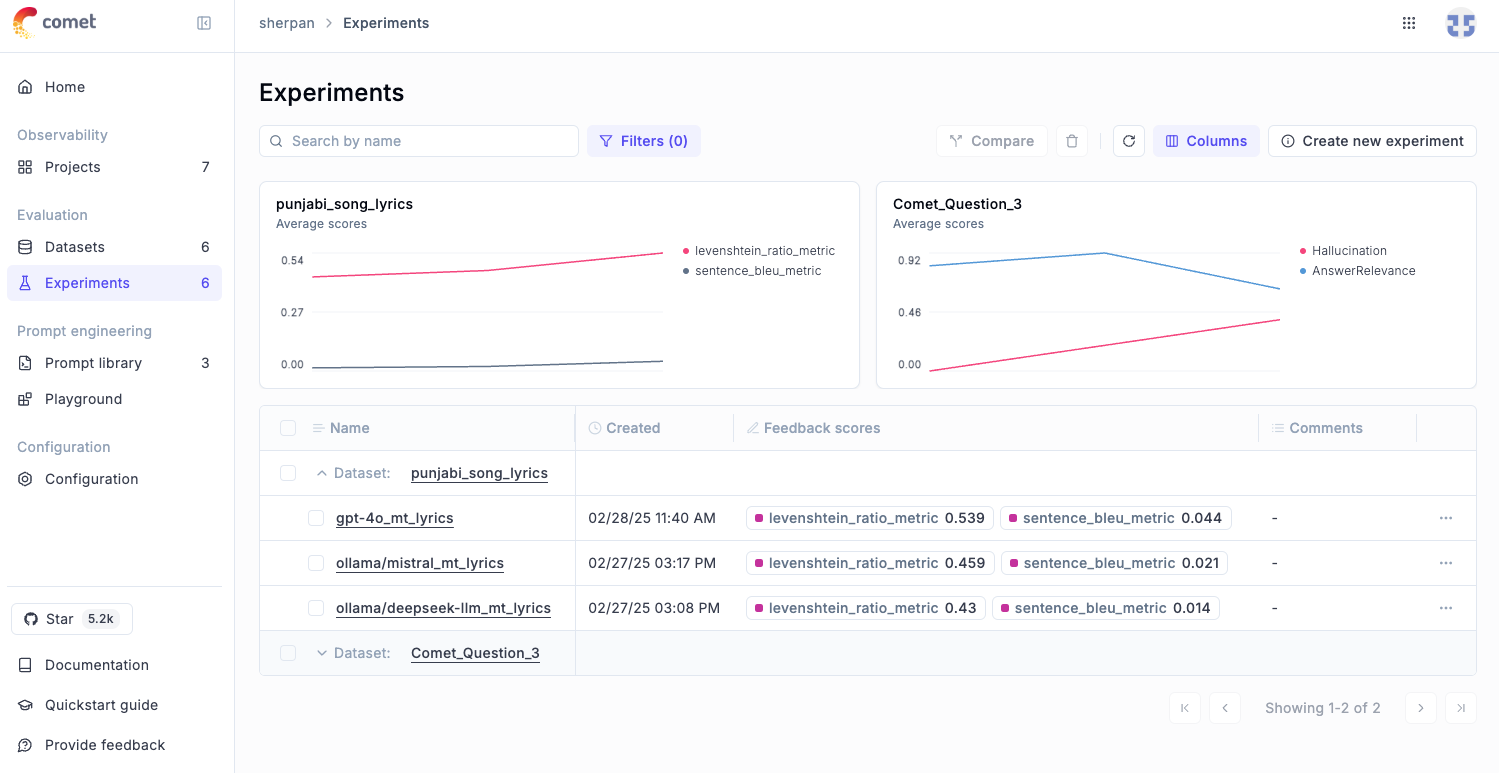 comet
sherpan > Experiments
Home
Observability
Projects 7
Evaluation
Datasets 6
Experiments 6
Prompt engineering
Prompt library 3
Playground
Configuration
Configuration
Star 5.2k
Documentation
Quickstart guide
Provide feedback
Experiments
Search by name
Filters (0)
Compare
Columns
Create new experiment
punjabi_song_lyrics
Average scores
0.54
0.27
0.00
levenshtein_ratio_metric
sentence_bleu_metric
Comet_Question_3
Average scores
0.92
0.46
0.00
Hallucination
AnswerRelevance
Name Created Feedback scores Comments
Dataset: punjabi_song_lyrics
gpt-4o_mt_lyrics 02/28/25 11:40 AM levenshtein_ratio_metric 0.539 sentence_bleu_metric 0.044 -
ollama/mistral_mt_lyrics 02/27/25 03:17 PM levenshtein_ratio_metric 0.459 sentence_bleu_metric 0.021 -
ollama/deepseek-llm_mt_lyrics 02/27/25 03:08 PM levenshtein_ratio_metric 0.43 sentence_bleu_metric 0.014 -
Dataset: Comet_Question_3
Showing 1-2 of 2